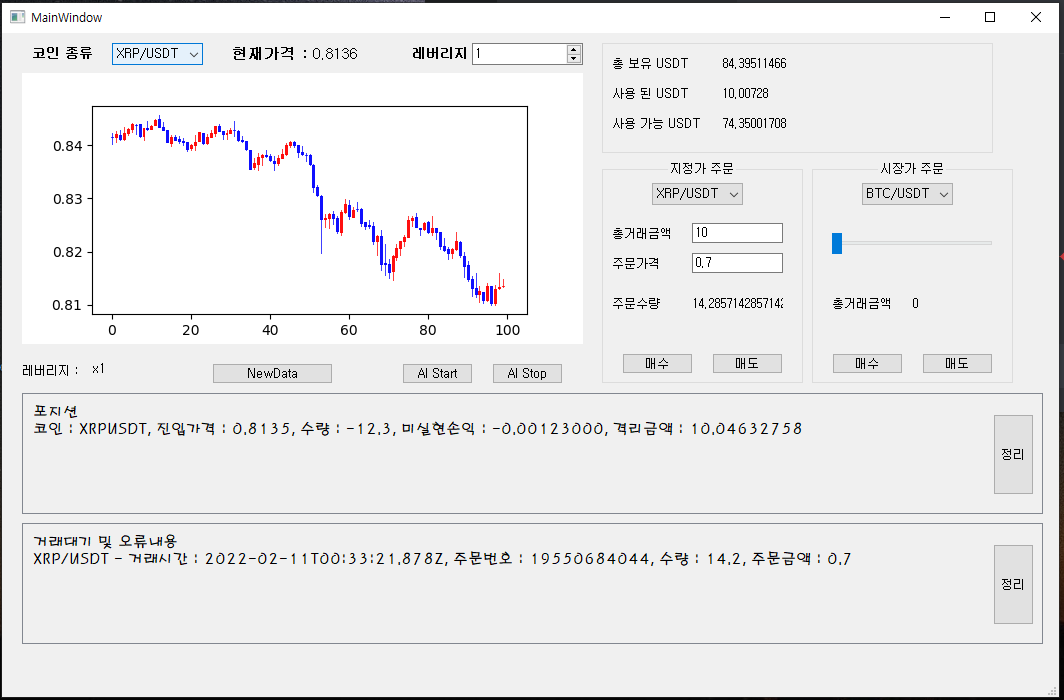 MainWindow
코인 종류 XRP/USDT 현재가격 : 0.8136 레버리지 1
총 보유 USDT 84.39511466
사용 된 USDT 10.00728
사용 가능 USDT 74.35001708
0.84
0.83
0.82
0.81
0 20 40 60 80 100
지정가 주문
XRP/USDT
총거래금액 10
주문가격 0.7
주문수량 14.2857142857142
매수 매도
시장가 주문
BTC/USDT
총거래금액 0
매수 매도
레버리지 : x1 NewData AI Start AI Stop
포지션
코인 : XRPUSDT, 진입가격 : 0.8135, 수량 : -12.3, 미실현손익 : -0.00123000, 격리금액 : 10.04632758
정리
거래대기 및 오류내용
XRP/USDT - 거래시간 : 2022-02-11T00:33:21.878Z, 주문번호 : 19550684044, 수량 : 14.2, 주문금액 : 0.7
정리